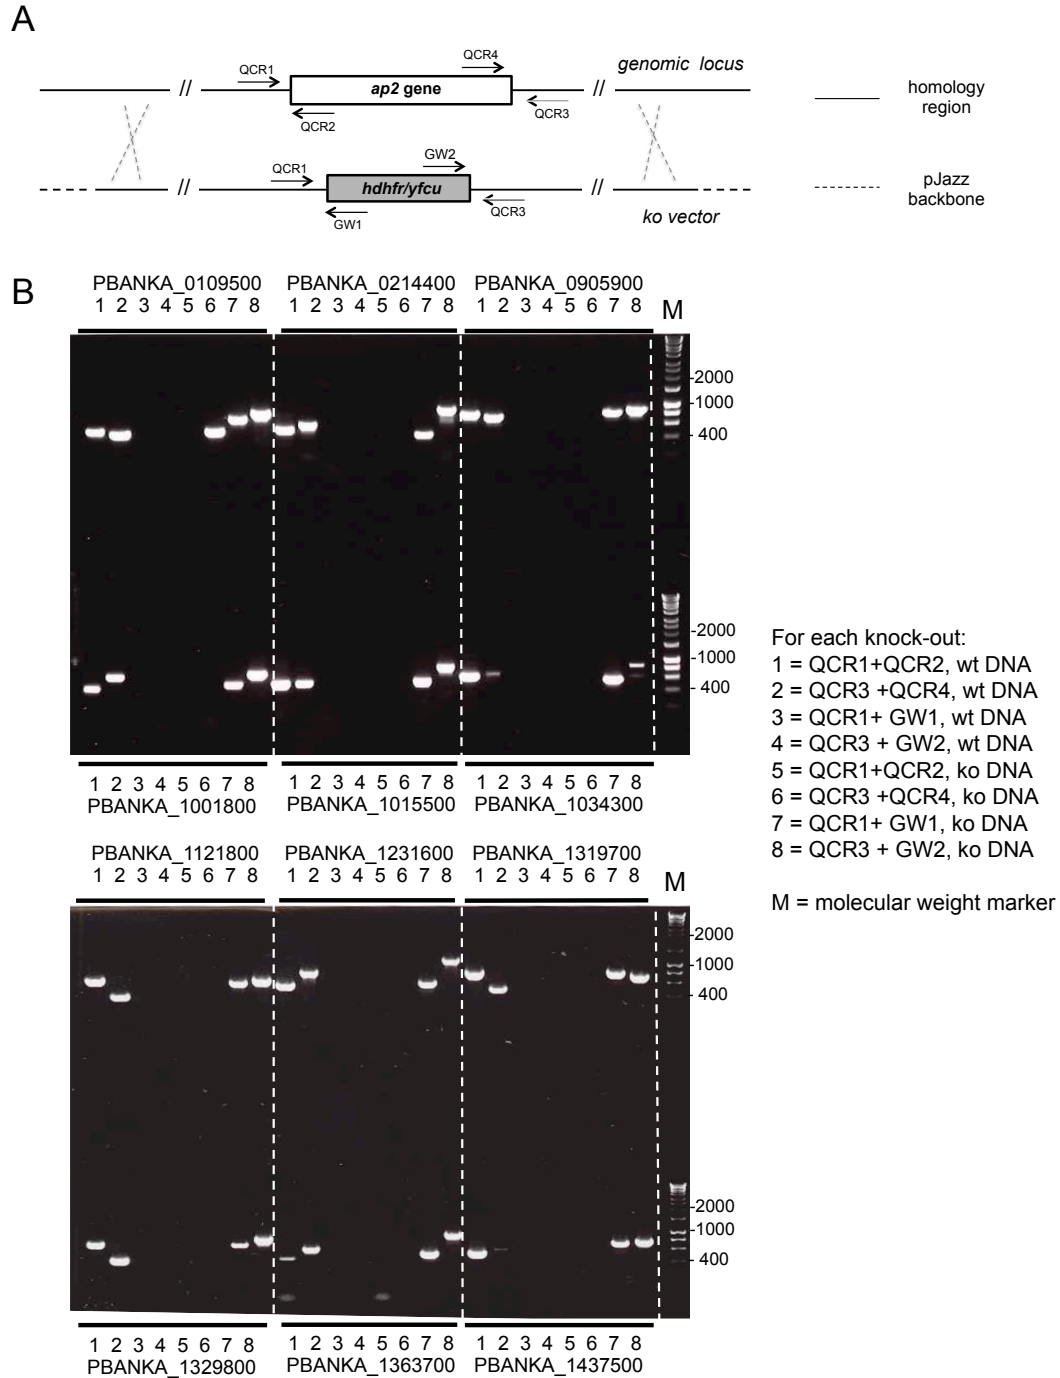 A
QCR1
QCR4
ap2 gene
genomic locus
QCR2
QCR3
homology
region
QCR1
GW2
hdhfr/yfcu
GW1
QCR3
ko vector
pJazz
backbone
B
PBANKA_0109500 PBANKA_0214400 PBANKA_0905900
1 2 3 4 5 6 7 8 1 2 3 4 5 6 7 8 1 2 3 4 5 6 7 8 M
-2000
-1000
- 400
-2000
-1000
- 400
1 2 3 4 5 6 7 8 1 2 3 4 5 6 7 8 1 2 3 4 5 6 7 8
PBANKA_1001800 PBANKA_1015500 PBANKA_1034300
For each knock-out:
1 = QCR1+QCR2, wt DNA
2 = QCR3 +QCR4, wt DNA
3 = QCR1+ GW1, wt DNA
4 = QCR3 + GW2, wt DNA
5 = QCR1+QCR2, ko DNA
6 = QCR3 +QCR4, ko DNA
7 = QCR1+ GW1, ko DNA
8 = QCR3 + GW2, ko DNA
M = molecular weight marker
PBANKA_1121800 PBANKA_1231600 PBANKA_1319700
1 2 3 4 5 6 7 8 1 2 3 4 5 6 7 8 1 2 3 4 5 6 7 8 M
-2000
-1000
- 400
-2000
-1000
- 400
1 2 3 4 5 6 7 8 1 2 3 4 5 6 7 8 1 2 3 4 5 6 7 8
PBANKA_1329800 PBANKA_1363700 PBANKA_1437500